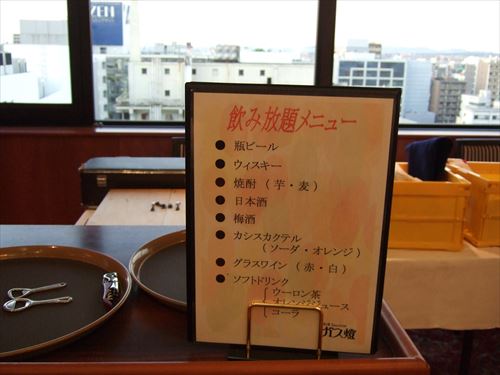 飲み放題メニュー
● 瓶ビール
● ウィスキー
● 焼酎（芋・麦）
● 日本酒
● 梅酒
● カシスカクテル
（ソーダ・オレンジ）
● グラスワイン（赤・白）
● ソフトドリンク
ウーロン茶
オレンジジュース
コーラ
ガス燈